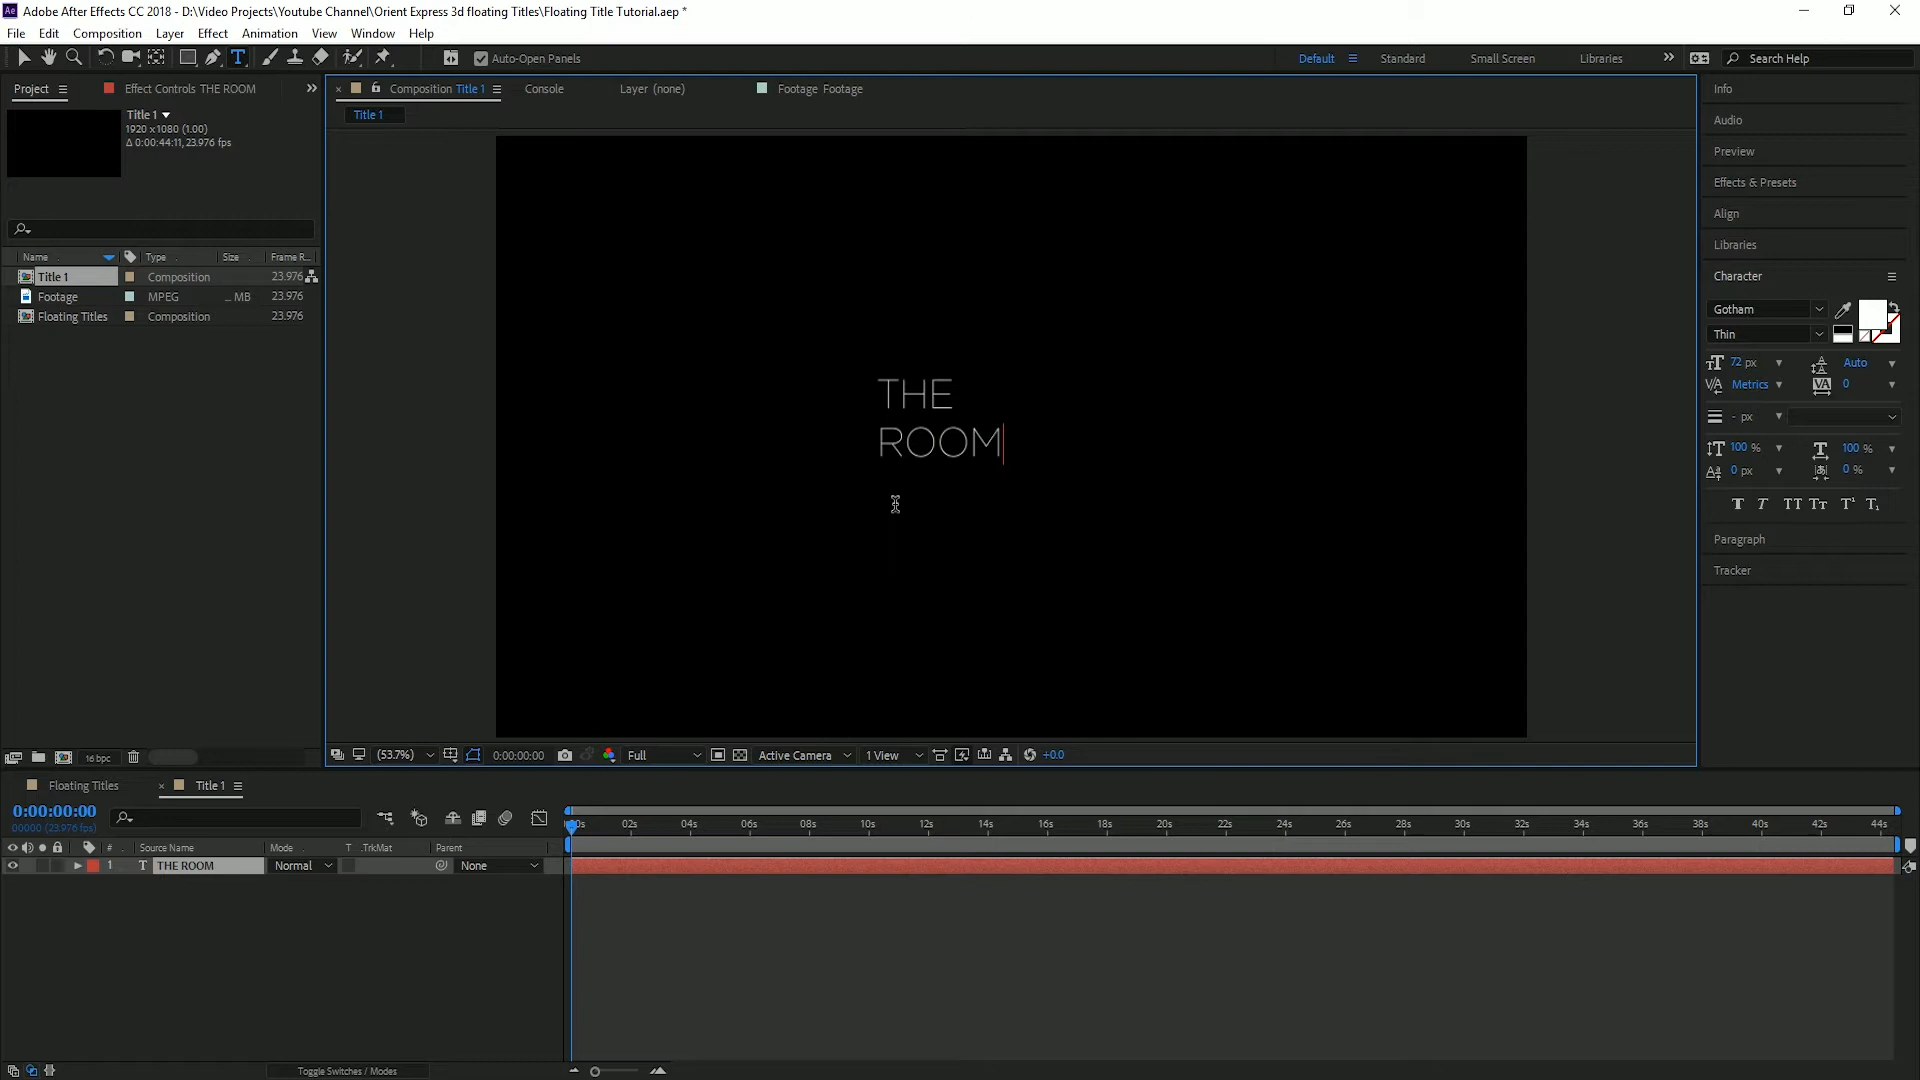 Ae Adobe After Effects CC 2018 - D:\Video Projects\Youtube Channel\Orient Express 3d floating Titles\Floating Title Tutorial.aep *
File Edit Composition Layer Effect Animation View Window Help
Auto-Open Panels Default Standard Small Screen Libraries Search Help
Project Effect Controls THE ROOM Composition Title 1 Console Layer (none) Footage Footage Info
Title 1
Title 1
1920 x 1080 (1.00)
Δ 0:00:44:11, 23.976 fps
Audio
Preview
Effects & Presets
Align
Libraries
Name Type Size Frame R...
Title 1 Composition 23.976
Footage MPEG ... MB 23.976
Floating Titles Composition 23.976
Character
Gotham
Thin
72 px Auto
Metrics 0
- px
100 % 100 %
0 px 0 %
T T TT Tt T¹ T₁
Paragraph
Tracker
THE
ROOM
16 bpc
(53.7%) 0:00:00:00 Full Active Camera 1 View +0.0
Floating Titles Title 1
0:00:00:00
00000 (23.976 fps)
:00s 02s 04s 06s 08s 10s 12s 14s 16s 18s 20s 22s 24s 26s 28s 30s 32s 34s 36s 38s 40s 42s 44s
# Source Name Mode T .TrkMat Parent
1 T THE ROOM Normal None
Toggle Switches / Modes